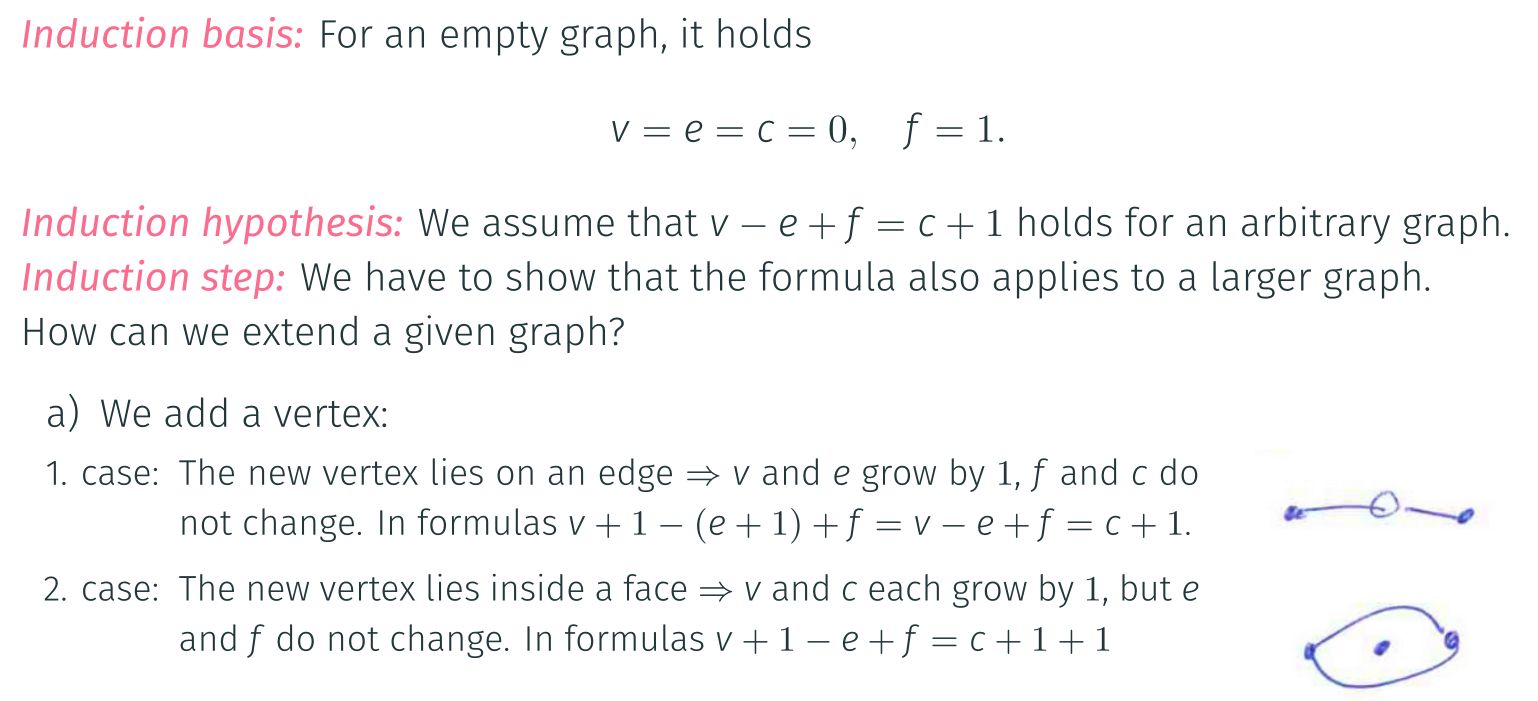 Induction basis: For an empty graph, it holds
v = e = c = 0, f = 1.
Induction hypothesis: We assume that v − e + f = c + 1 holds for an arbitrary graph.
Induction step: We have to show that the formula also applies to a larger graph.
How can we extend a given graph?
a) We add a vertex:
1. case: The new vertex lies on an edge ⇒ v and e grow by 1, f and c do
not change. In formulas v + 1 − (e + 1) + f = v − e + f = c + 1.
2. case: The new vertex lies inside a face ⇒ v and c each grow by 1, but e
and f do not change. In formulas v + 1 − e + f = c + 1 + 1